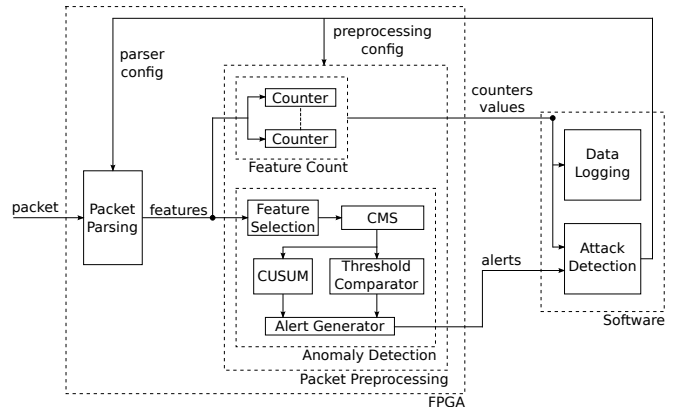 preprocessing
config
parser
config
counters
values
Counter
Counter
Feature Count
Data
Logging
packet
Packet
Parsing
features
Feature
Selection
CMS
CUSUM
Threshold
Comparator
alerts
Attack
Detection
Alert Generator
Software
Anomaly Detection
Packet Preprocessing
FPGA